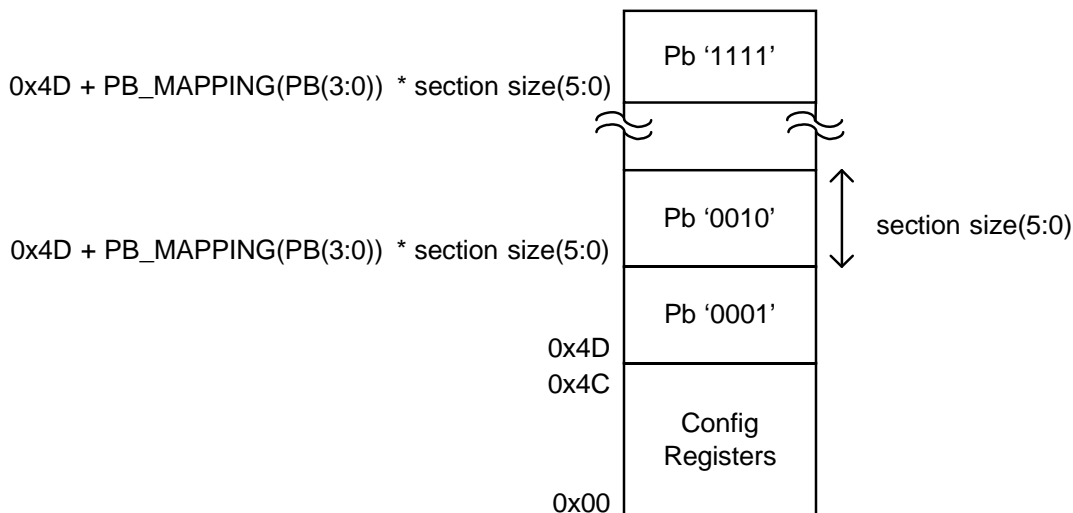 Pb ‘1111’
0x4D + PB_MAPPING(PB(3:0)) * section size(5:0)
Pb ‘0010’
section size(5:0)
0x4D + PB_MAPPING(PB(3:0)) * section size(5:0)
Pb ‘0001’
0x4D
0x4C
Config
Registers
0x00